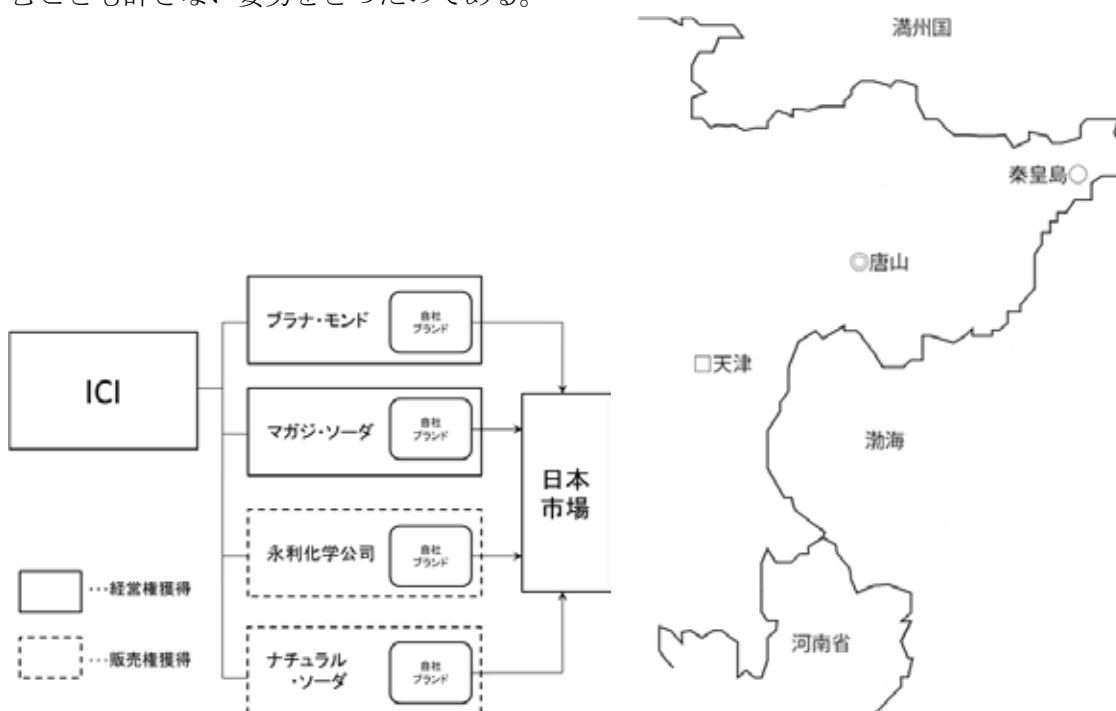 ことも許さない姿勢をとったのである。
ICI
ブラナ・モンド
自社
ブランド
マガジ・ソーダ
自社
ブランド
永利化学公司
自社
ブランド
ナチュラル
・ソーダ
自社
ブランド
日本
市場
…経営権獲得
…販売権獲得
満州国
秦皇島○
◎唐山
□天津
渤海
河南省